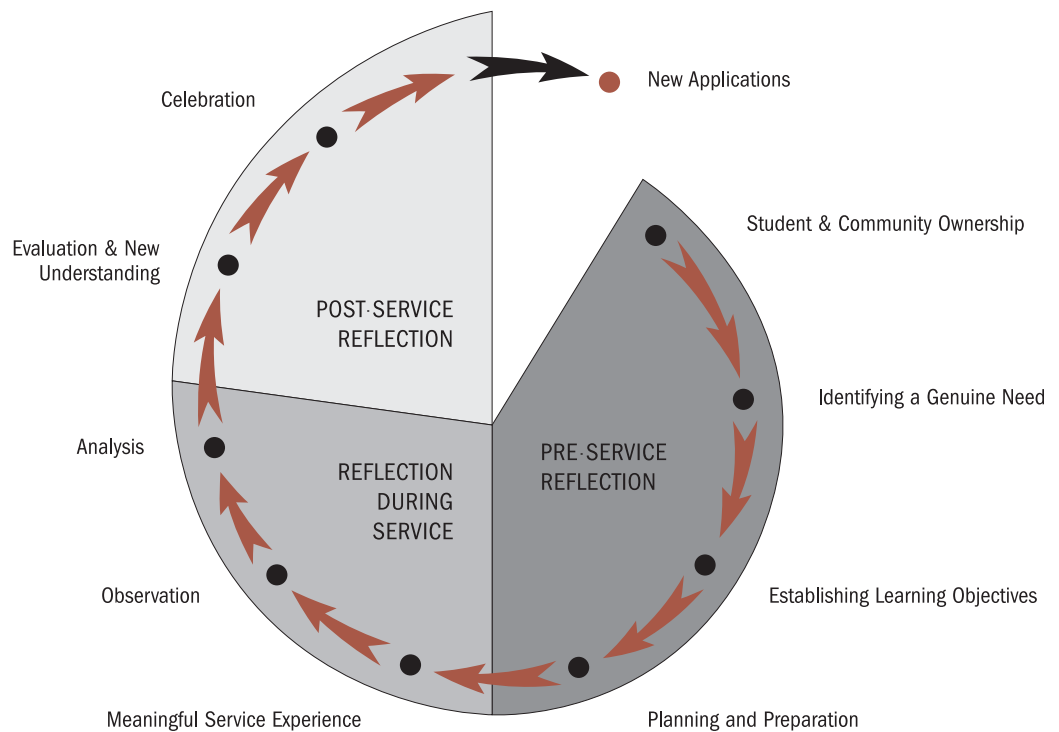 Celebration
New Applications
Student & Community Ownership
Evaluation & New
Understanding
POST·SERVICE
REFLECTION
Identifying a Genuine Need
Analysis
REFLECTION
DURING
SERVICE
PRE·SERVICE
REFLECTION
Observation
Establishing Learning Objectives
Meaningful Service Experience
Planning and Preparation